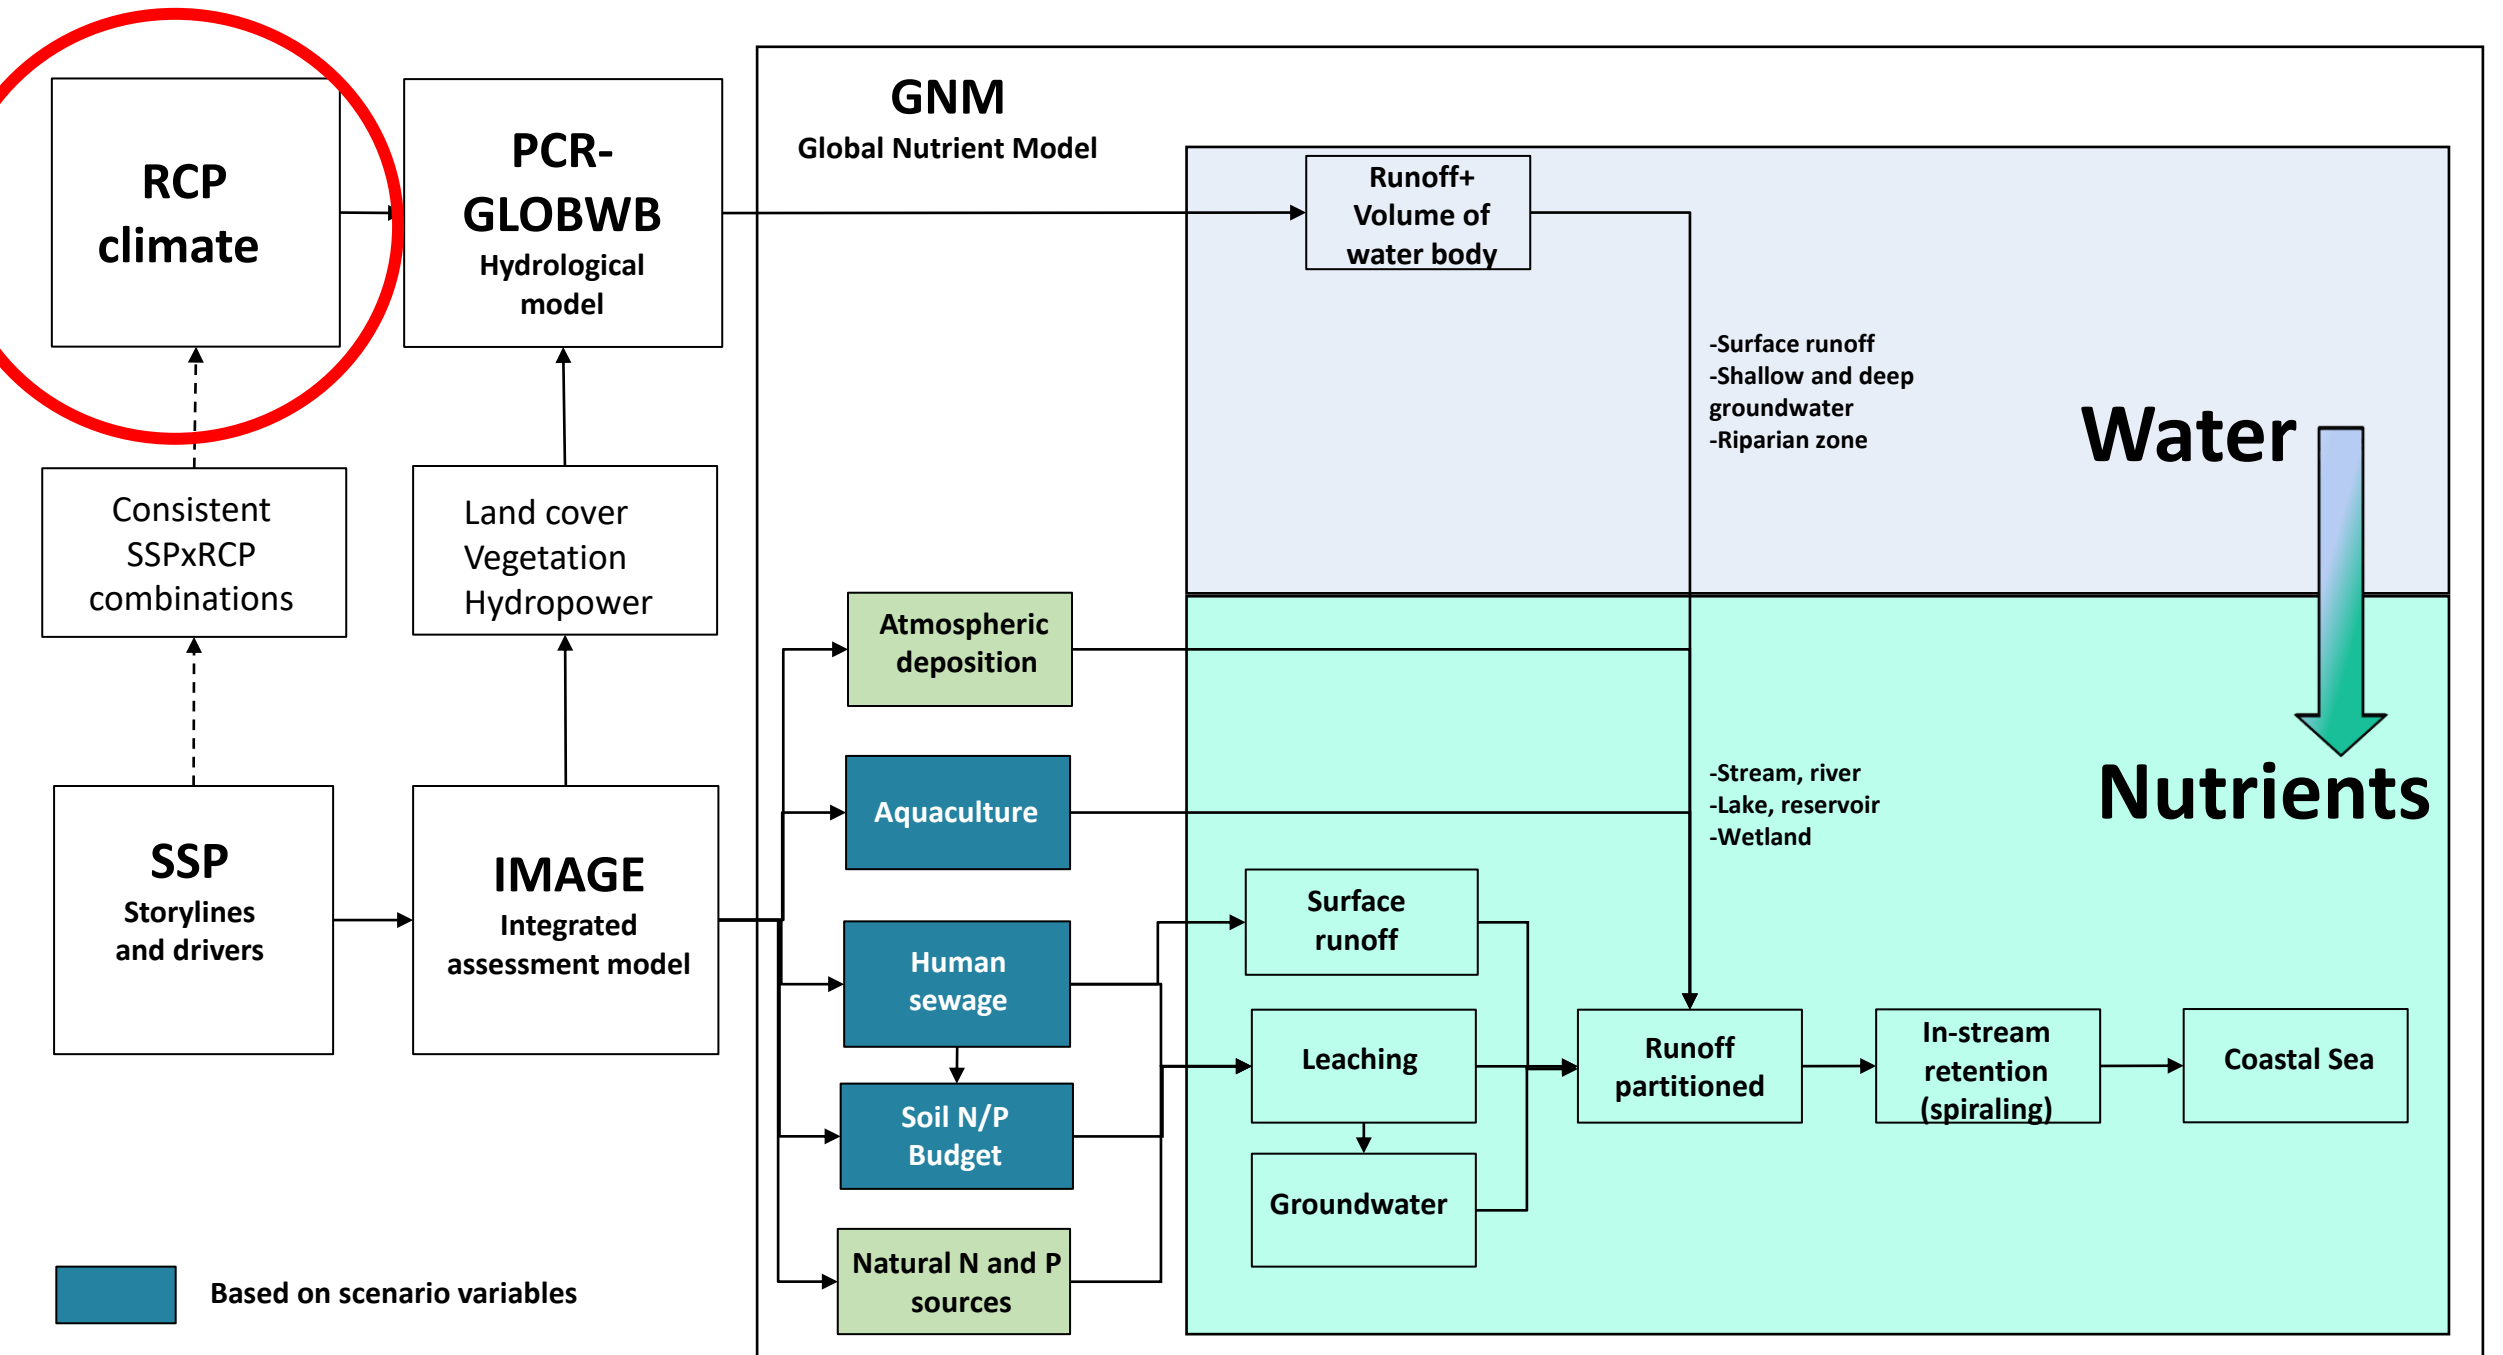 RCP
climate
PCR-
GLOBWB
Hydrological
model
GNM
Global Nutrient Model
Runoff+
Volume of
water body
-Surface runoff
-Shallow and deep
groundwater
-Riparian zone
Water
Consistent
SSPxRCP
combinations
Land cover
Vegetation
Hydropower
Atmospheric
deposition
Aquaculture
-Stream, river
-Lake, reservoir
-Wetland
Nutrients
SSP
Storylines
and drivers
IMAGE
Integrated
assessment model
Human
sewage
Surface
runoff
Leaching
Runoff
partitioned
In-stream
retention
(spiraling)
Coastal Sea
Soil N/P
Budget
Groundwater
Natural N and P
sources
Based on scenario variables